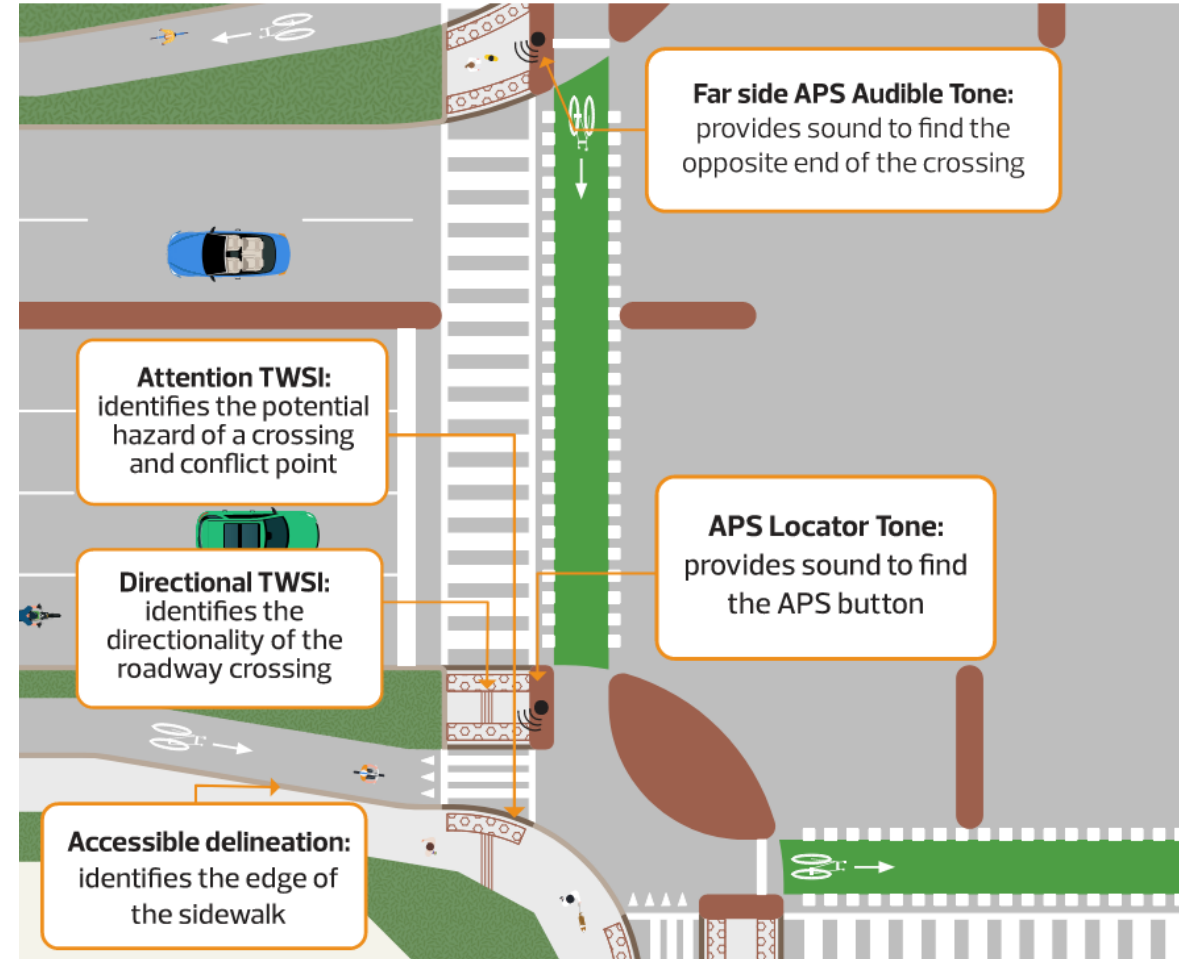 Far side APS Audible Tone:
provides sound to find the
opposite end of the crossing
Attention TWSI:
identifies the potential
hazard of a crossing
and conflict point
APS Locator Tone:
provides sound to find
the APS button
Directional TWSI:
identifies the
directionality of the
roadway crossing
Accessible delineation:
identifies the edge of
the sidewalk